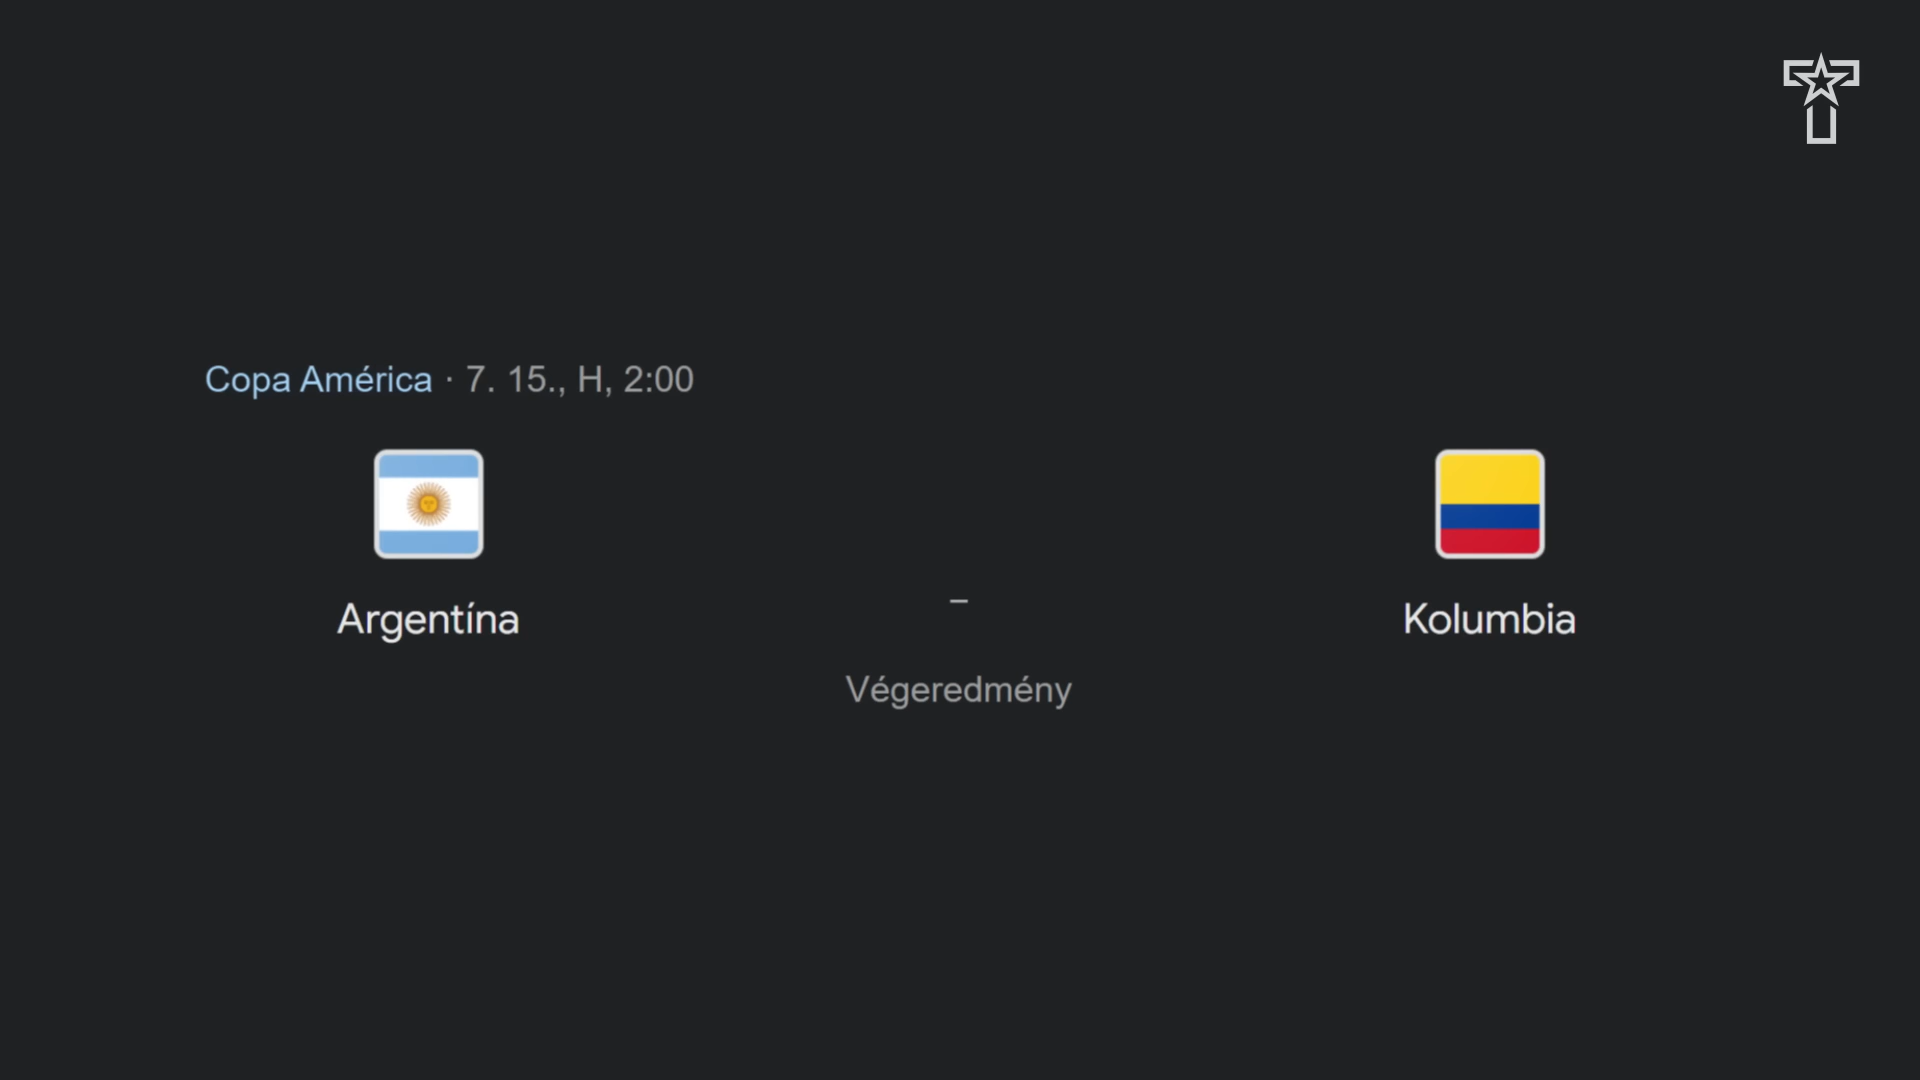 Copa América · 7. 15., H, 2:00
Argentína
–
Kolumbia
Végeredmény